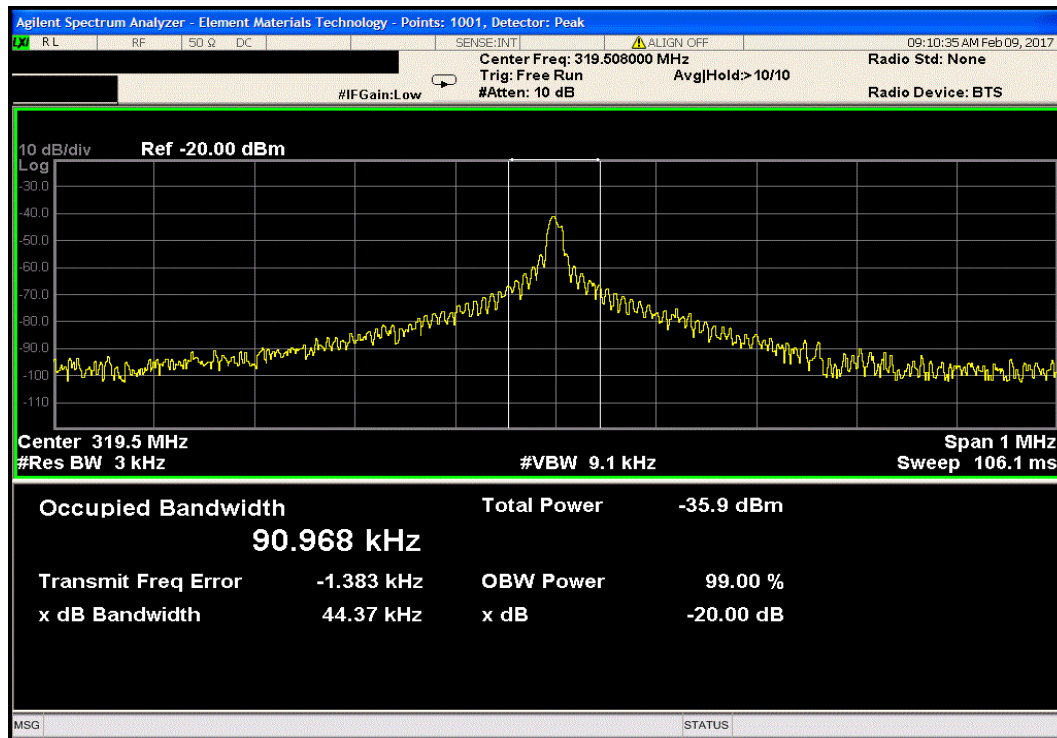 Agilent Spectrum Analyzer - Element Materials Technology - Points: 1001, Detector: Peak
LXI RL RF 50 Ω DC SENSE:INT ALIGN OFF 09:10:35 AM Feb 09, 2017
Center Freq: 319.508000 MHz Radio Std: None
Trig: Free Run Avg|Hold:> 10/10
#IFGain:Low #Atten: 10 dB Radio Device: BTS
10 dB/div Ref -20.00 dBm
Log
-30.0
-40.0
-50.0
-60.0
-70.0
-80.0
-90.0
-100
-110
Center 319.5 MHz Span 1 MHz
#Res BW 3 kHz #VBW 9.1 kHz Sweep 106.1 ms
Occupied Bandwidth Total Power -35.9 dBm
90.968 kHz
Transmit Freq Error -1.383 kHz OBW Power 99.00 %
x dB Bandwidth 44.37 kHz x dB -20.00 dB
MSG STATUS